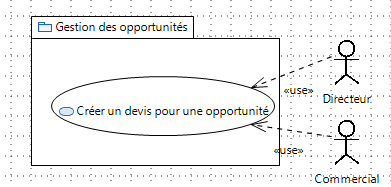 Gestion des opportunités
Créer un devis pour une opportunité
«use»
Directeur
«use»
Commercial